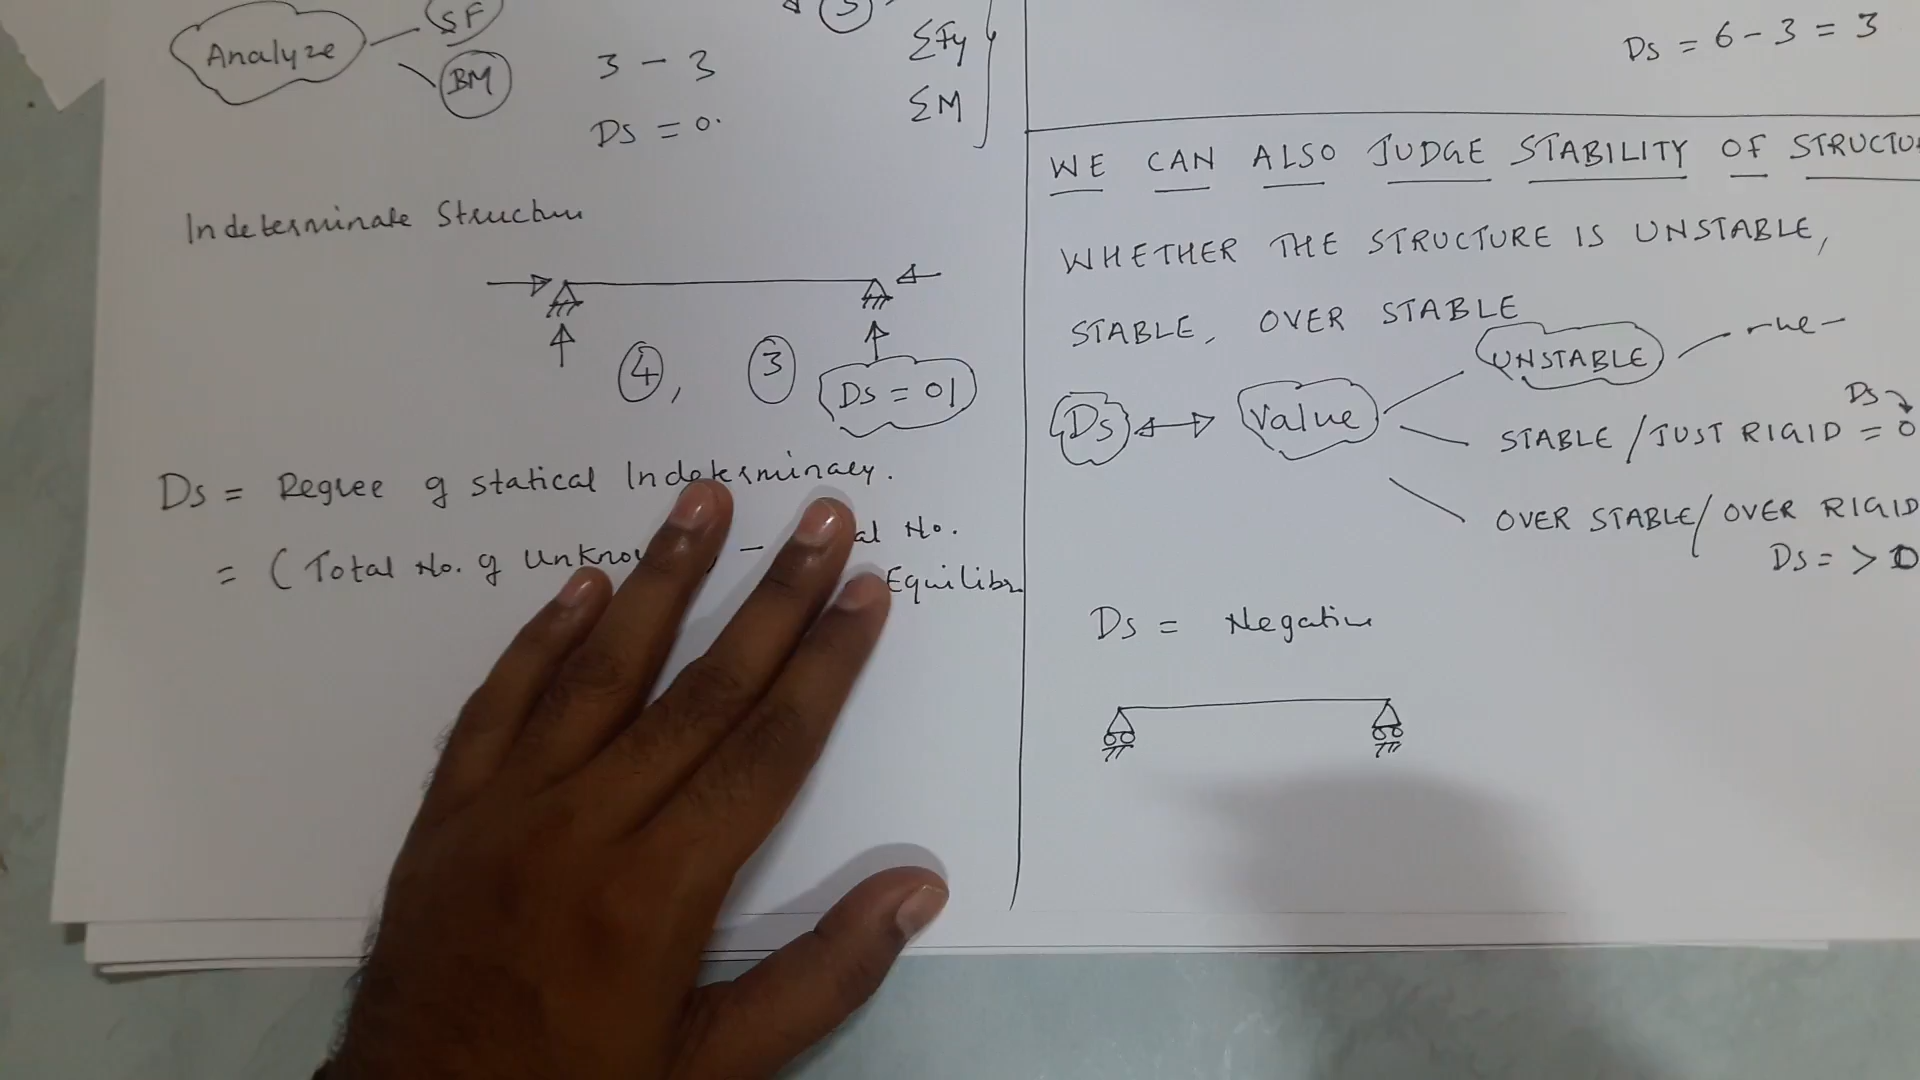 Analyze
SF
BM
3 - 3
Ds = 0.
ΣFy
ΣM
Indeterminate Structure
4, 3
Ds = 01
Ds = Degree of statical Indeterminacy.
= (Total No. of Unkno - al No.
Equilibr
Ds = 6 - 3 = 3
WE CAN ALSO JUDGE STABILITY OF STRUCTU
WHETHER THE STRUCTURE IS UNSTABLE,
STABLE, OVER STABLE
UNSTABLE
Ds
Value
Ds
STABLE / JUST RIGID = 0
OVER STABLE / OVER RIGID
Ds = > 0
Ds = Negative